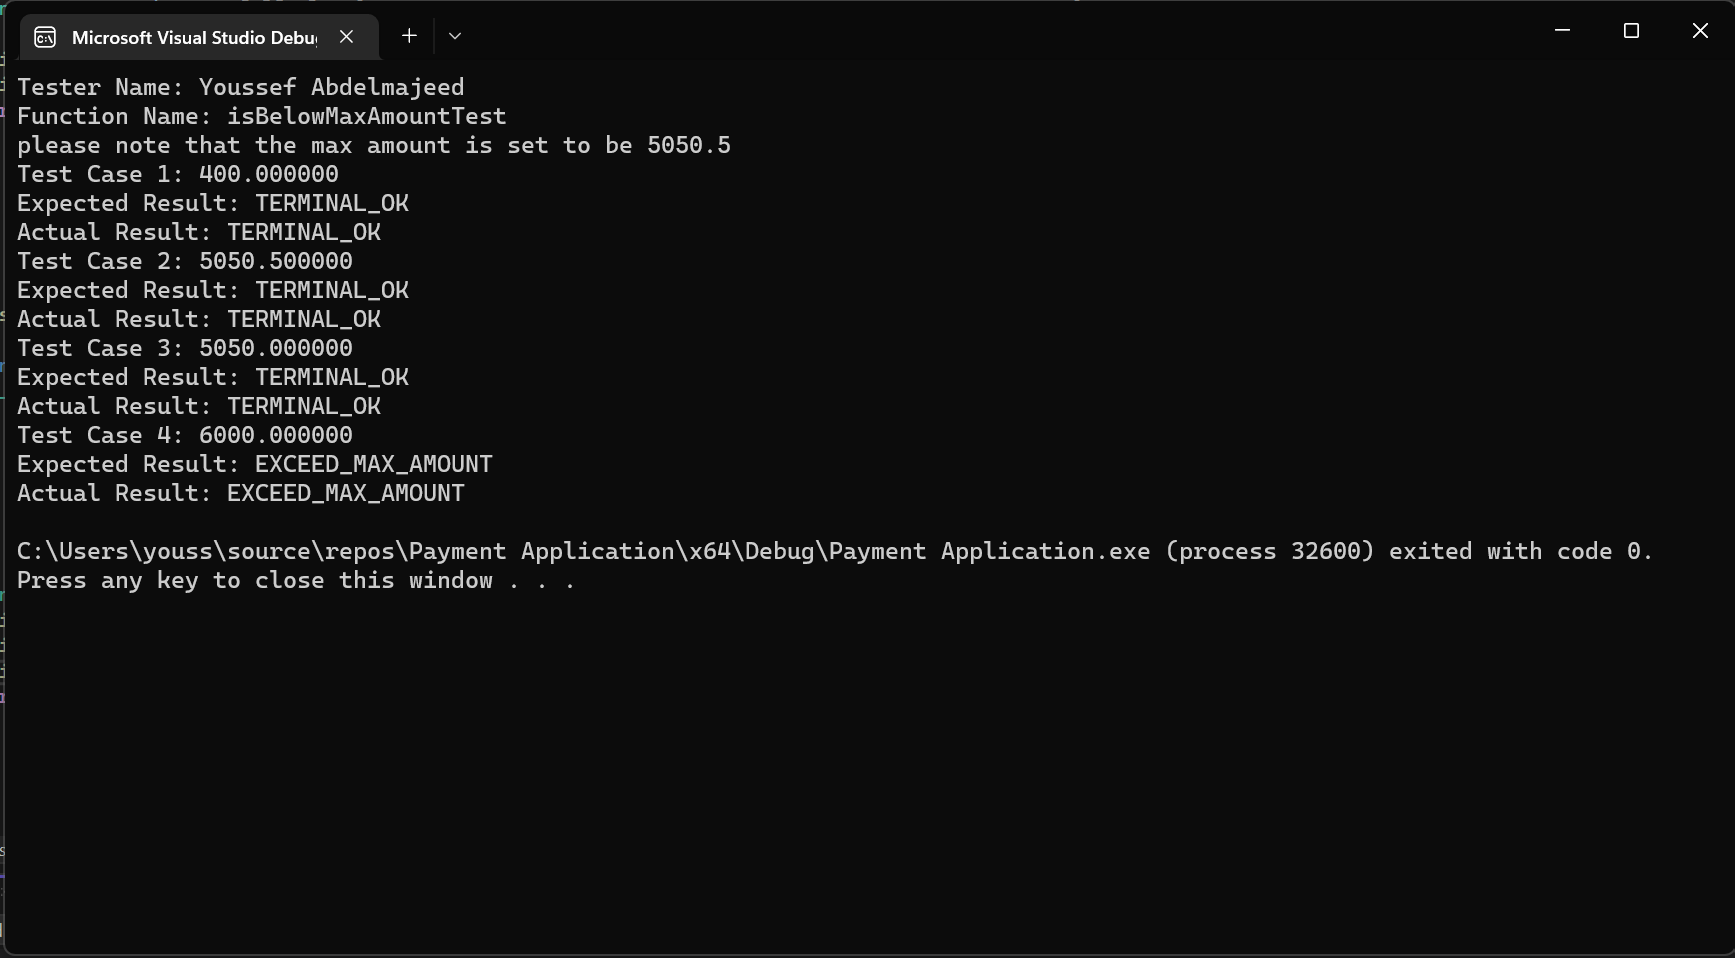 Microsoft Visual Studio Debu
Tester Name: Youssef Abdelmajeed
Function Name: isBelowMaxAmountTest
please note that the max amount is set to be 5050.5
Test Case 1: 400.000000
Expected Result: TERMINAL_OK
Actual Result: TERMINAL_OK
Test Case 2: 5050.500000
Expected Result: TERMINAL_OK
Actual Result: TERMINAL_OK
Test Case 3: 5050.000000
Expected Result: TERMINAL_OK
Actual Result: TERMINAL_OK
Test Case 4: 6000.000000
Expected Result: EXCEED_MAX_AMOUNT
Actual Result: EXCEED_MAX_AMOUNT
C:\Users\youss\source\repos\Payment Application\x64\Debug\Payment Application.exe (process 32600) exited with code 0.
Press any key to close this window . . .